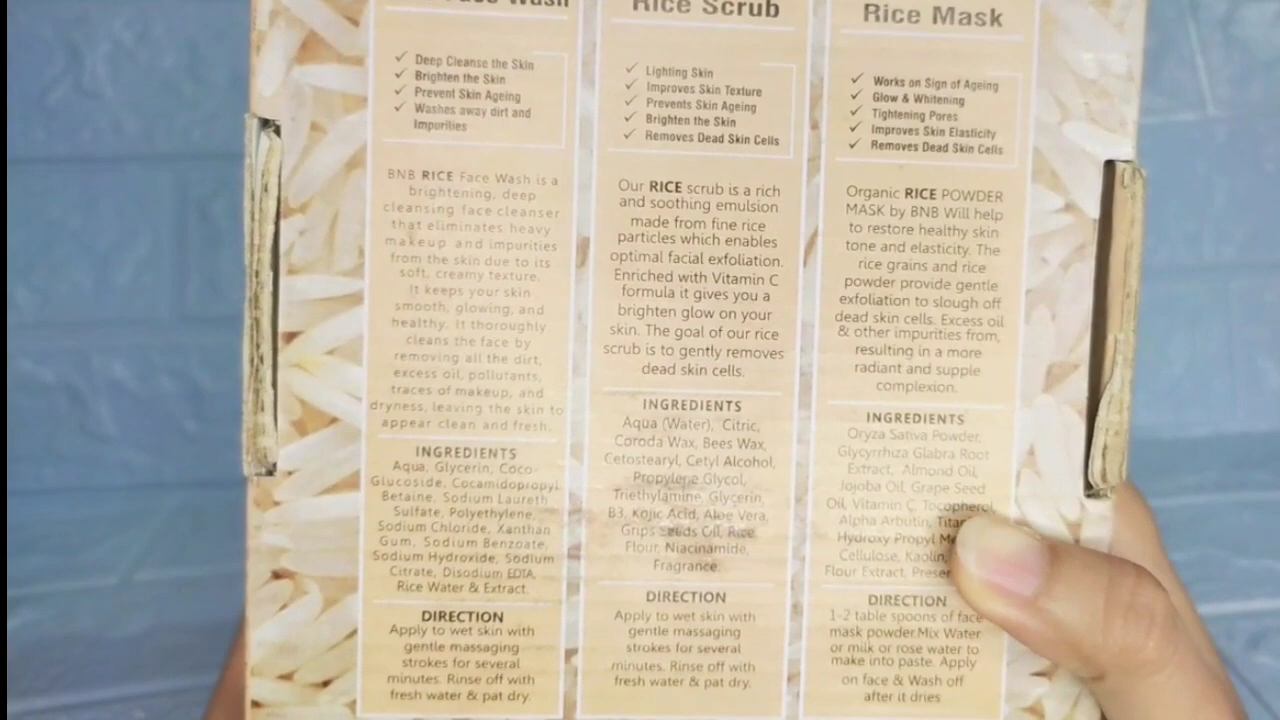 Face Wash
✓ Deep Cleanse the Skin
✓ Brighten the Skin
✓ Prevent Skin Ageing
✓ Washes away dirt and
Impurities
BNB RICE Face Wash is a
brightening, deep
cleansing face cleanser
that eliminates heavy
makeup and impurities
from the skin due to its
soft, creamy texture.
It keeps your skin
smooth, glowing, and
healthy. It thoroughly
cleans the face by
removing all the dirt,
excess oil, pollutants,
traces of makeup, and
dryness, leaving the skin to
appear clean and fresh.
INGREDIENTS
Aqua, Glycerin, Coco-
Glucoside, Cocamidopropyl
Betaine, Sodium Laureth
Sulfate, Polyethylene,
Sodium Chloride, Xanthan
Gum, Sodium Benzoate,
Sodium Hydroxide, Sodium
Citrate, Disodium EDTA,
Rice Water & Extract.
DIRECTION
Apply to wet skin with
gentle massaging
strokes for several
minutes. Rinse off with
fresh water & pat dry.
Rice Scrub
✓ Lighting Skin
✓ Improves Skin Texture
✓ Prevents Skin Ageing
✓ Brighten the Skin
✓ Removes Dead Skin Cells
Our RICE scrub is a rich
and soothing emulsion
made from fine rice
particles which enables
optimal facial exfoliation.
Enriched with Vitamin C
formula it gives you a
brighten glow on your
skin. The goal of our rice
scrub is to gently removes
dead skin cells.
INGREDIENTS
Aqua (Water), Citric,
Coroda Wax, Bees Wax,
Cetostearyl, Cetyl Alcohol,
Propylene Glycol,
Triethylamine, Glycerin,
B3, Kojic Acid, Aloe Vera,
Grips Seeds Oil, Rice
Flour, Niacinamide,
Fragrance.
DIRECTION
Apply to wet skin with
gentle massaging
strokes for several
minutes. Rinse off with
fresh water & pat dry.
Rice Mask
✓ Works on Sign of Ageing
✓ Glow & Whitening
✓ Tightening Pores
✓ Improves Skin Elasticity
✓ Removes Dead Skin Cells
Organic RICE POWDER
MASK by BNB Will help
to restore healthy skin
tone and elasticity. The
rice grains and rice
powder provide gentle
exfoliation to slough off
dead skin cells. Excess oil
& other impurities from,
resulting in a more
radiant and supple
complexion.
INGREDIENTS
Oryza Sativa Powder,
Glycyrrhiza Glabra Root
Extract, Almond Oil,
Jojoba Oil, Grape Seed
Oil, Vitamin C, Tocopherol,
Alpha Arbutin,
Hydroxy Propyl
Cellulose, Kaolin,
Flour Extract,
DIRECTION
1-2 table spoons of face
mask powder.Mix Water
or milk or rose water to
make into paste. Apply
on face & Wash off
after it dries